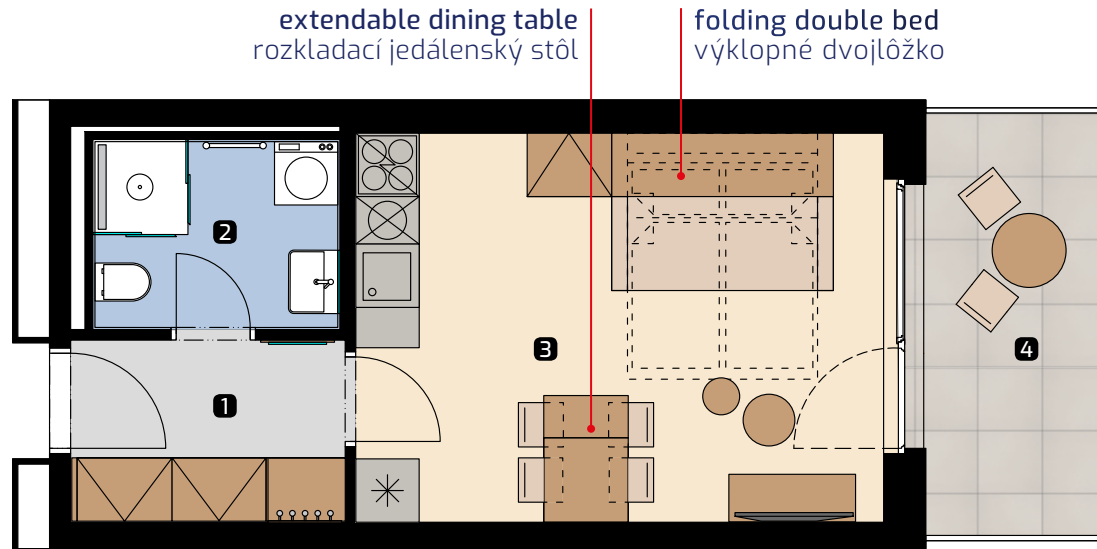 extendable dining table
rozkladací jedálenský stôl
folding double bed
výklopné dvojlôžko
2
3
4
1